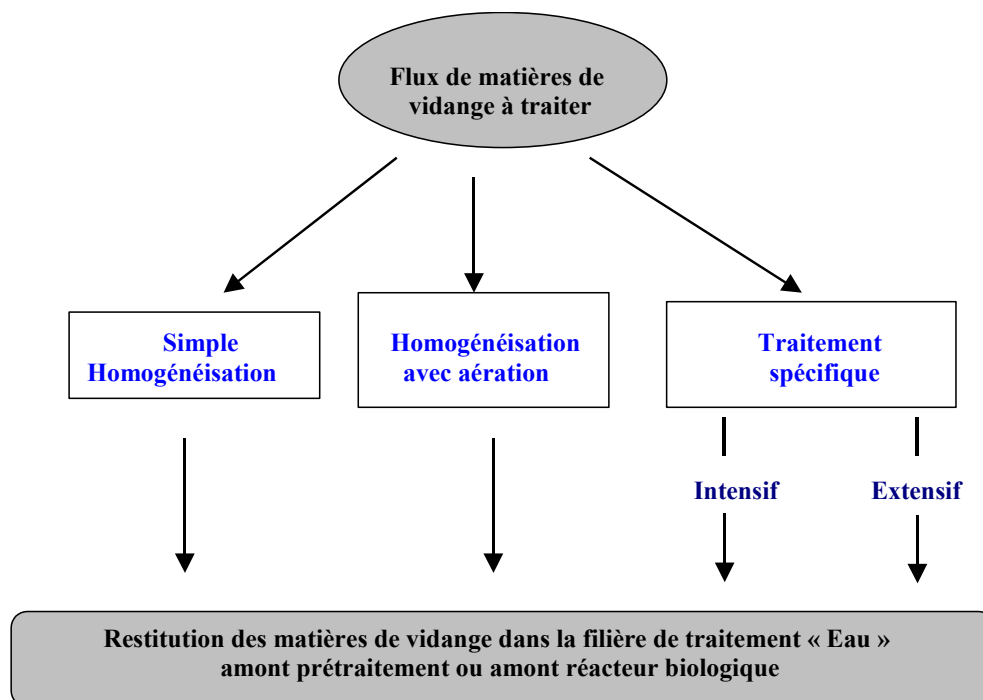 Flux de matières de
vidange à traiter
Simple
Homogénéisation
Homogénéisation
avec aération
Traitement
spécifique
Intensif
Extensif
Restitution des matières de vidange dans la filière de traitement « Eau »
amont prétraitement ou amont réacteur biologique